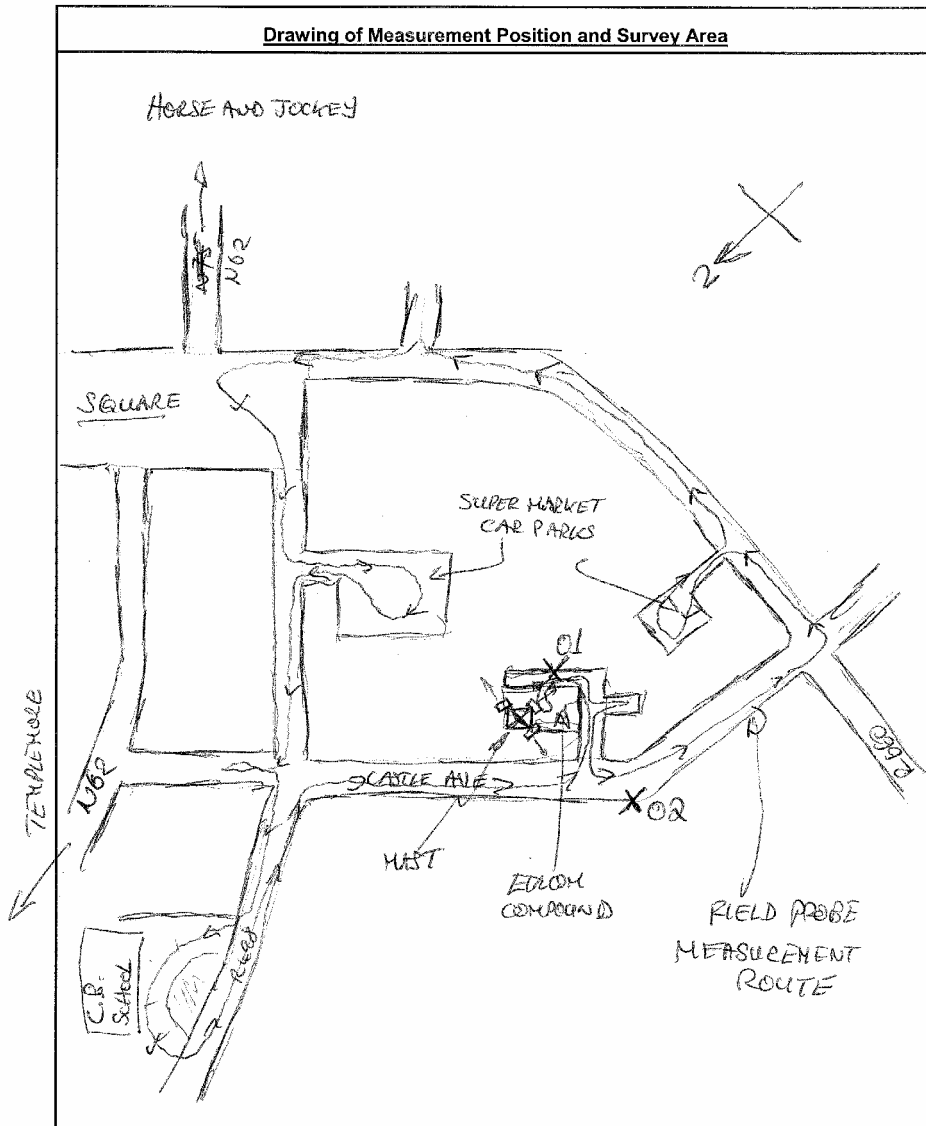 Drawing of Measurement Position and Survey Area
HORSE AND JOCKEY
N62
SQUARE
SUPER MARKET
CAR PARKS
01
TEMPLEMORE
N62
CASTLE AVE
R660
02
MAST
EIRCOM
COMPOUND
FIELD PROBE
MEASUREMENT
ROUTE
C.B.
SCHOOL